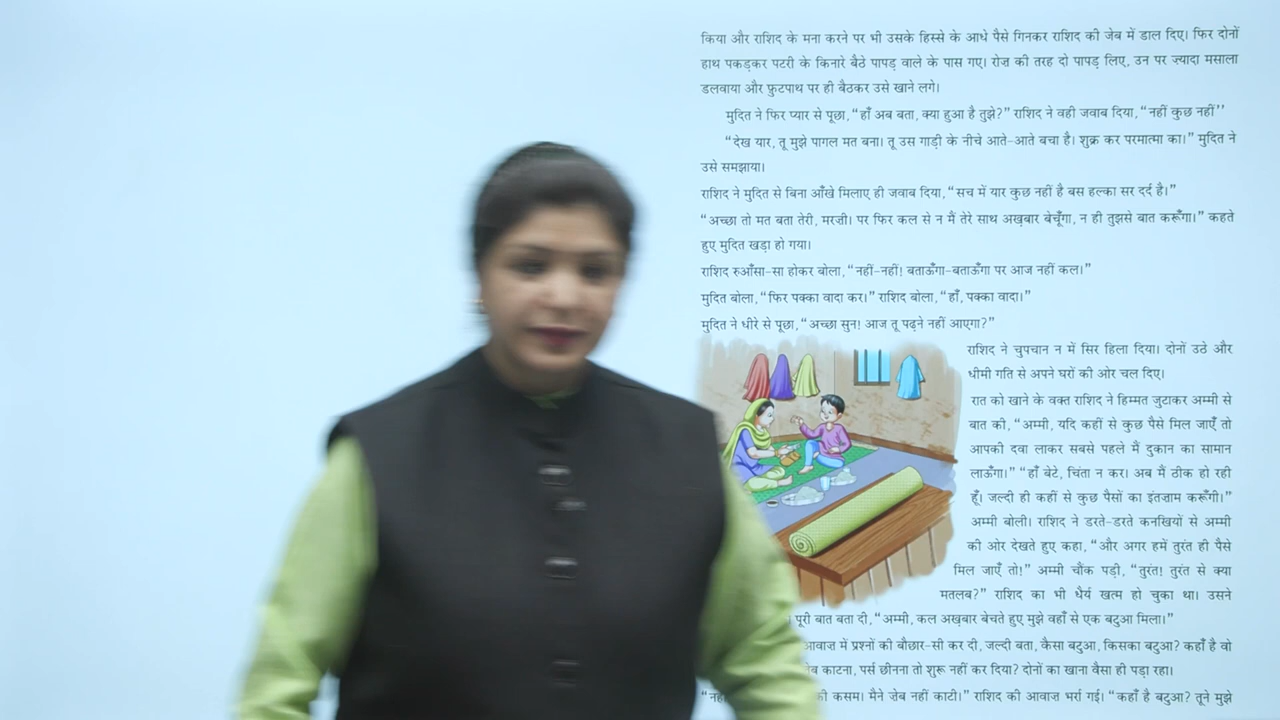 किया और राशिद के मना करने पर भी उसके हिस्से के आधे पैसे गिनकर राशिद की जेब में डाल दिए। फिर दोनों
हाथ पकड़कर पटरी के किनारे बैठे पापड़ वाले के पास गए। रोज़ की तरह दो पापड़ लिए, उन पर ज्यादा मसाला
डलवाया और फ़ुटपाथ पर ही बैठकर उसे खाने लगे।
मुदित ने फिर प्यार से पूछा, “हाँ अब बता, क्या हुआ है तुझे?” राशिद ने वही जवाब दिया, “नहीं कुछ नहीं’’
“देख यार, तू मुझे पागल मत बना। तू उस गाड़ी के नीचे आते-आते बचा है। शुक्र कर परमात्मा का।” मुदित ने
उसे समझाया।
राशिद ने मुदित से बिना आँखे मिलाए ही जवाब दिया, “सच में यार कुछ नहीं है बस हल्का सर दर्द है।”
“अच्छा तो मत बता तेरी, मरज़ी। पर फिर कल से न मैं तेरे साथ अख़बार बेचूँगा, न ही तुझसे बात करूँगा।” कहते
हुए मुदित खड़ा हो गया।
राशिद रुआँसा-सा होकर बोला, “नहीं-नहीं! बताऊँगा-बताऊँगा पर आज नहीं कल।”
मुदित बोला, “फिर पक्का वादा कर।” राशिद बोला, “हाँ, पक्का वादा।”
मुदित ने धीरे से पूछा, “अच्छा सुन! आज तू पढ़ने नहीं आएगा?”
राशिद ने चुपचान न में सिर हिला दिया। दोनों उठे और
धीमी गति से अपने घरों की ओर चल दिए।
रात को खाने के वक्त राशिद ने हिम्मत जुटाकर अम्मी से
बात की, “अम्मी, यदि कहीं से कुछ पैसे मिल जाएँ तो
आपकी दवा लाकर सबसे पहले मैं दुकान का सामान
लाऊँगा।” “हाँ बेटे, चिंता न कर। अब मैं ठीक हो रही
हूँ। जल्दी ही कहीं से कुछ पैसों का इंतज़ाम करूँगी।”
अम्मी बोली। राशिद ने डरते-डरते कनखियों से अम्मी
की ओर देखते हुए कहा, “और अगर हमें तुरंत ही पैसे
मिल जाएँ तो!” अम्मी चौंक पड़ी, “तुरंत! तुरंत से क्या
मतलब?” राशिद का भी धैर्य खत्म हो चुका था। उसने
पूरी बात बता दी, “अम्मी, कल अख़बार बेचते हुए मुझे वहाँ से एक बटुआ मिला।”
आवाज़ में प्रश्नों की बौछार-सी कर दी, जल्दी बता, कैसा बटुआ, किसका बटुआ? कहाँ है वो
काटना, पर्स छीनना तो शुरू नहीं कर दिया? दोनों का खाना वैसा ही पड़ा रहा।
की कसम। मैंने जेब नहीं काटी।” राशिद की आवाज़ भर्रा गई। “कहाँ है बटुआ? तूने मुझे